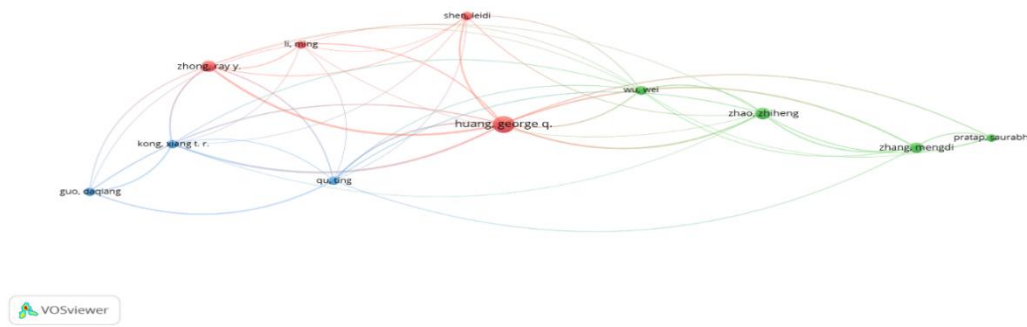 shen, leidi
li, ming
zhong, ray y.
wu, wei
zhao, zhiheng
huang, george q.
pratap, saurabh
kong, xiang t. r.
zhang, mengdi
qu, ting
guo, daqiang
VOSviewer